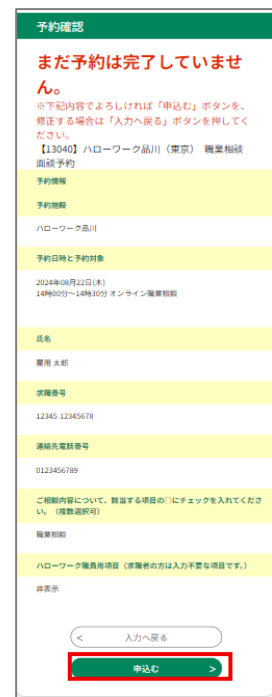 予約確認
まだ予約は完了していませ
ん。
※下記内容でよろしければ「申込む」ボタンを、
修正する場合は「入力へ戻る」ボタンを押してく
ださい。
【13040】ハローワーク品川（東京） 職業相談
面談予約
予約情報
予約施設
ハローワーク品川
予約日時と予約対象
2024年08月22日(木)
14時00分～14時30分 オンライン職業相談
氏名
雇用 太郎
求職番号
12345-12345678
連絡先電話番号
0123456789
ご相談内容について、該当する項目の□にチェックを入れてくださ
い。（複数選択可）
職業相談
ハローワーク職員用項目（求職者の方は入力不要な項目です。）
非表示
< 入力へ戻る
申込む >